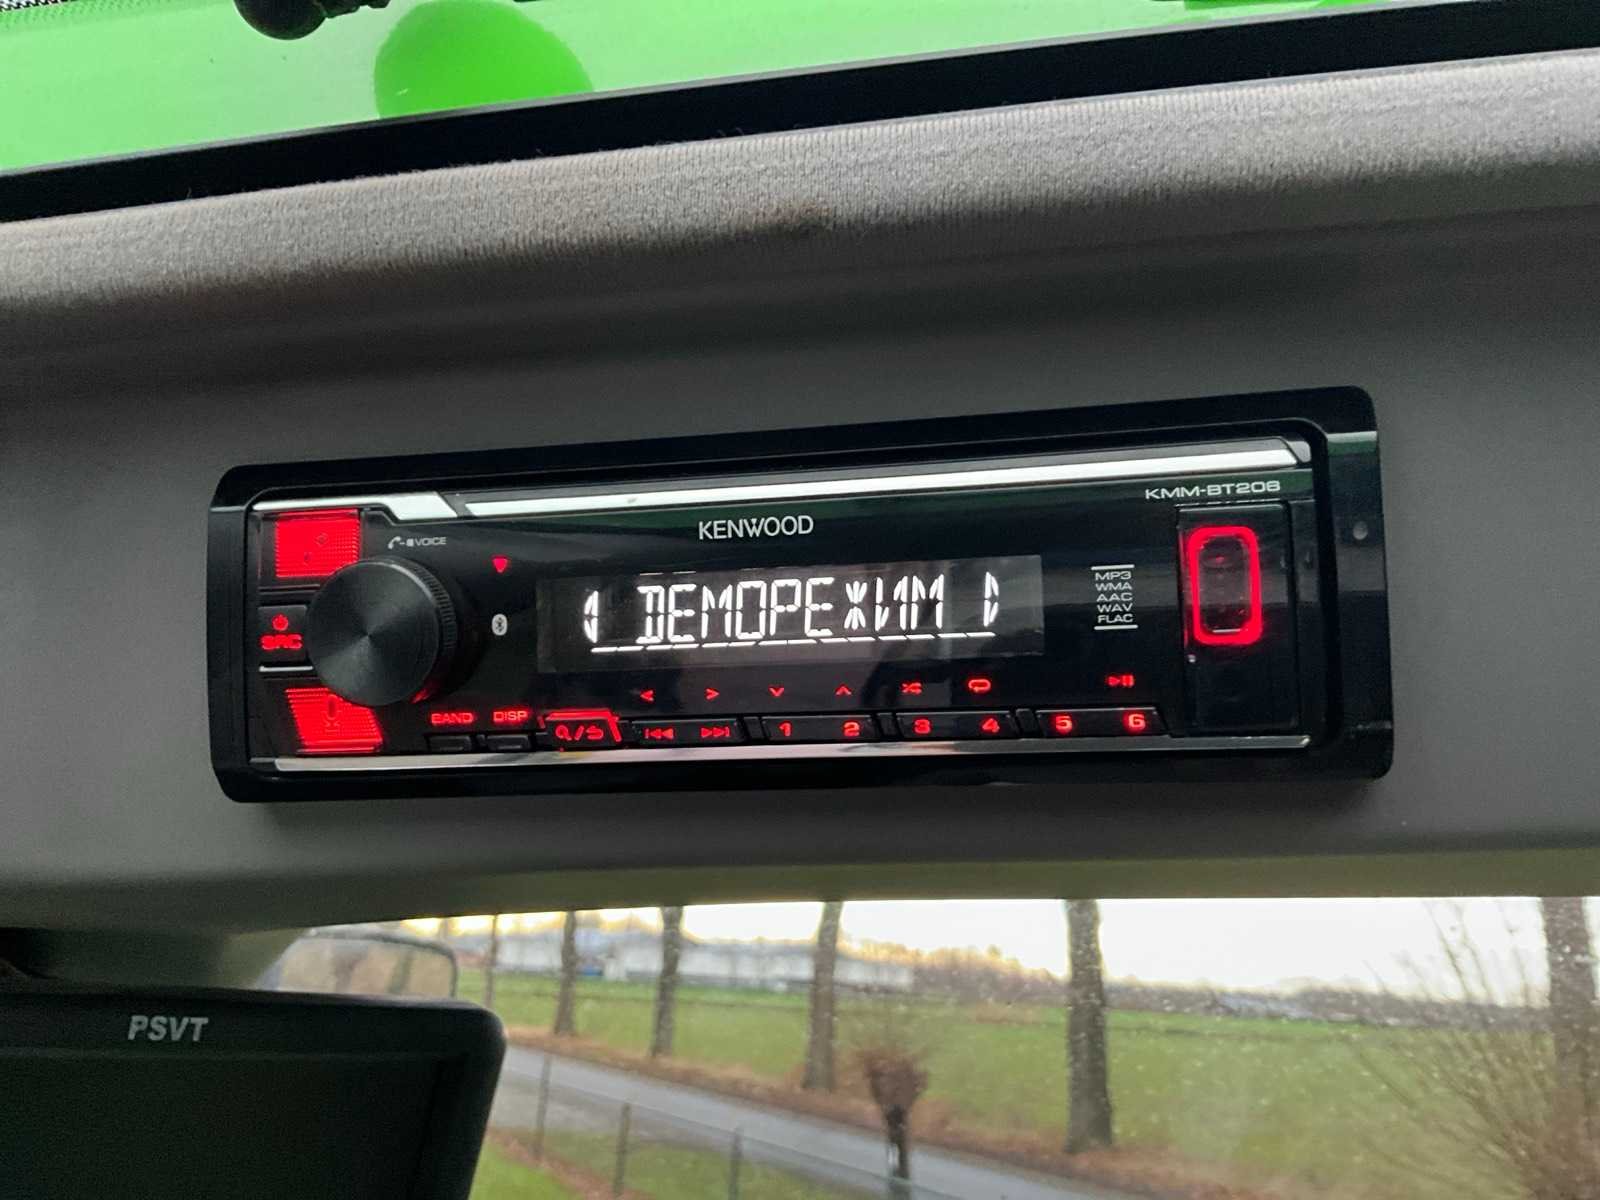 KMM-BT206
VOICE
KENWOOD
DEMOPEЖИМ
MP3
WMA
AAC
WAV
FLAC
SRC
BAND DISP
1 2 3 4 5 6
PSVT